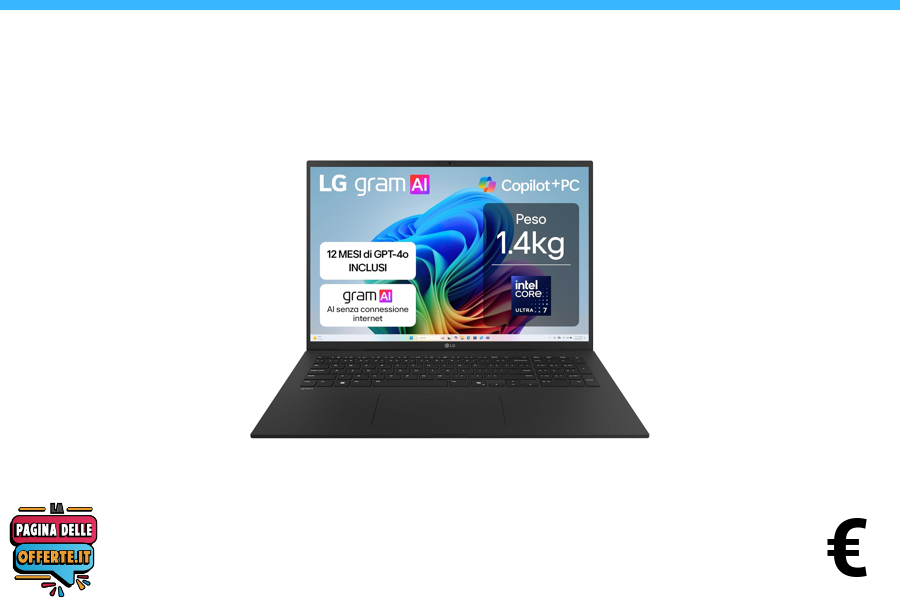 LG gram AI
Copilot+PC
Peso
1.4kg
12 MESI di GPT-4o
INCLUSI
gram AI
AI senza connessione
internet
intel
CORE
ULTRA 7
LG
LA
PAGINA DELLE
OFFERTE.IT
€